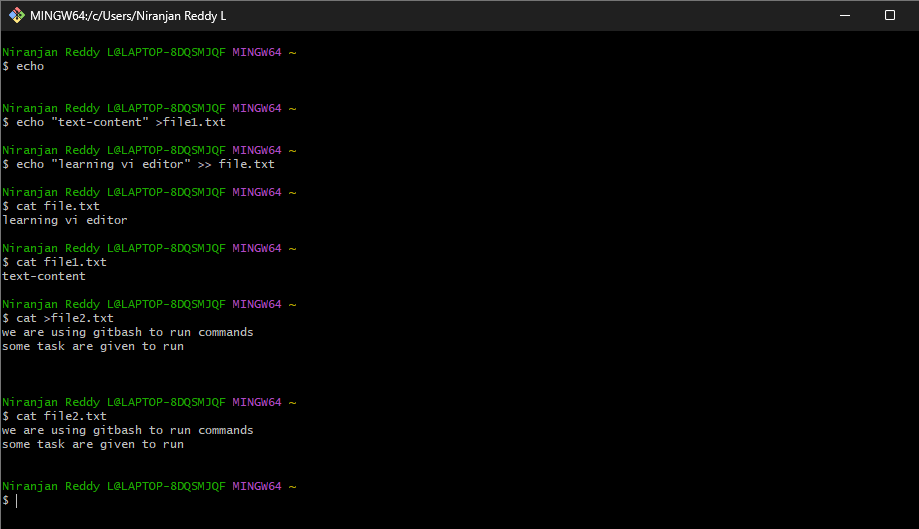 MINGW64:/c/Users/Niranjan Reddy L
Niranjan Reddy L@LAPTOP-8DQSMJQF MINGW64 ~
$ echo
Niranjan Reddy L@LAPTOP-8DQSMJQF MINGW64 ~
$ echo "text-content" >file1.txt
Niranjan Reddy L@LAPTOP-8DQSMJQF MINGW64 ~
$ echo "learning vi editor" >> file.txt
Niranjan Reddy L@LAPTOP-8DQSMJQF MINGW64 ~
$ cat file.txt
learning vi editor
Niranjan Reddy L@LAPTOP-8DQSMJQF MINGW64 ~
$ cat file1.txt
text-content
Niranjan Reddy L@LAPTOP-8DQSMJQF MINGW64 ~
$ cat >file2.txt
we are using gitbash to run commands
some task are given to run
Niranjan Reddy L@LAPTOP-8DQSMJQF MINGW64 ~
$ cat file2.txt
we are using gitbash to run commands
some task are given to run
Niranjan Reddy L@LAPTOP-8DQSMJQF MINGW64 ~
$